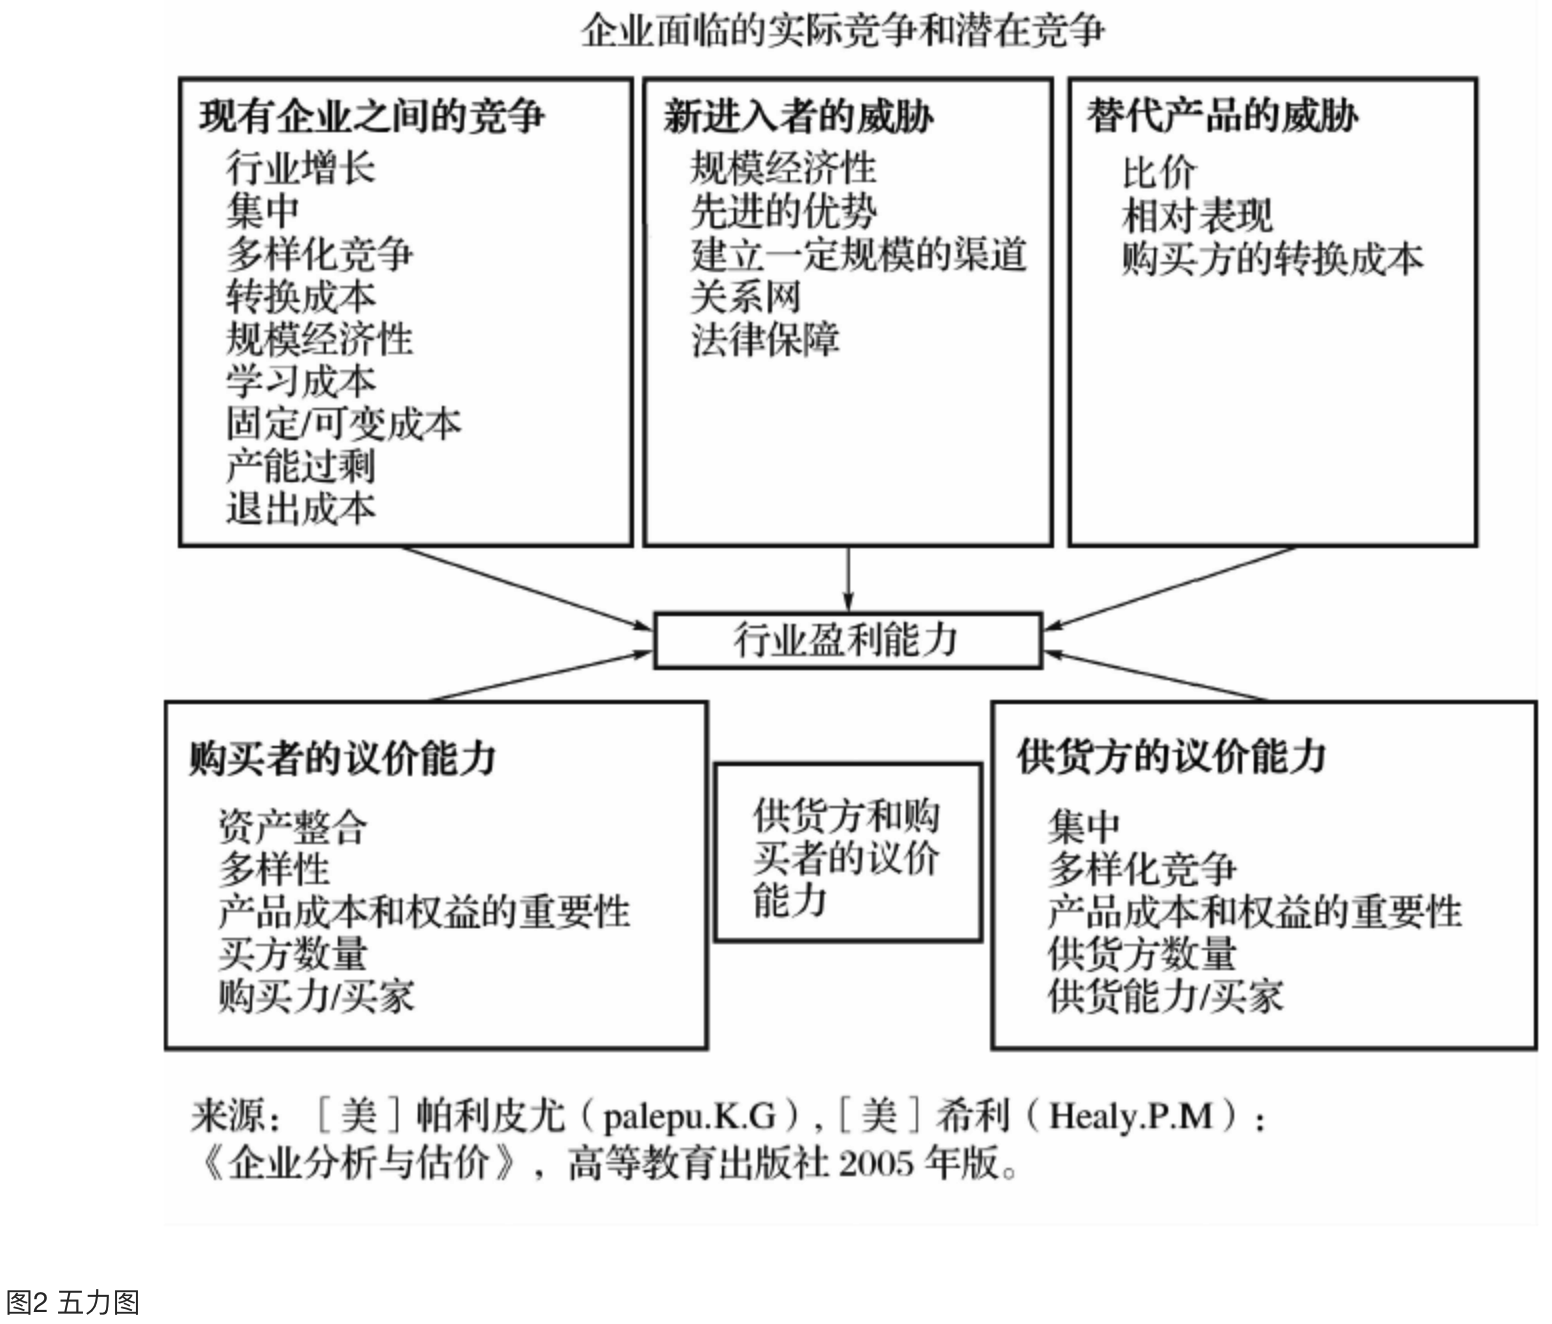 企业面临的实际竞争和潜在竞争
现有企业之间的竞争
行业增长
集中
多样化竞争
转换成本
规模经济性
学习成本
固定/可变成本
产能过剩
退出成本
新进入者的威胁
规模经济性
先进的优势
建立一定规模的渠道
关系网
法律保障
替代产品的威胁
比价
相对表现
购买方的转换成本
行业盈利能力
购买者的议价能力
资产整合
多样性
产品成本和权益的重要性
买方数量
购买力/买家
供货方和购
买者的议价
能力
供货方的议价能力
集中
多样化竞争
产品成本和权益的重要性
供货方数量
供货能力/买家
来源：［美］帕利皮尤（palepu.K.G），［美］希利（Healy.P.M）：
《企业分析与估价》，高等教育出版社 2005 年版。
图2 五力图